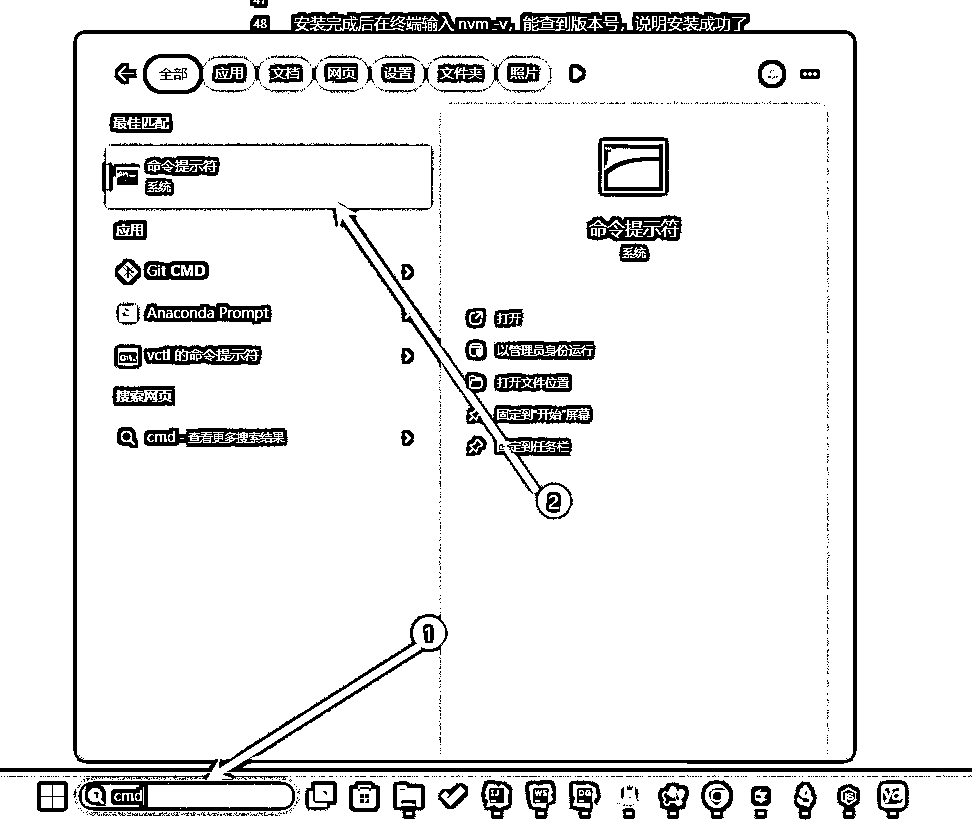 47
48 安装完成后在终端输入 nvm -v，能查到版本号，说明安装成功了
全部 应用 文档 网页 设置 文件夹 照片
最佳匹配
命令提示符
系统
应用
Git CMD
Anaconda Prompt
vctl 的命令提示符
搜索网页
cmd - 查看更多搜索结果
命令提示符
系统
打开
以管理员身份运行
打开文件位置
固定到"开始"屏幕
固定到任务栏
2
1
cmd